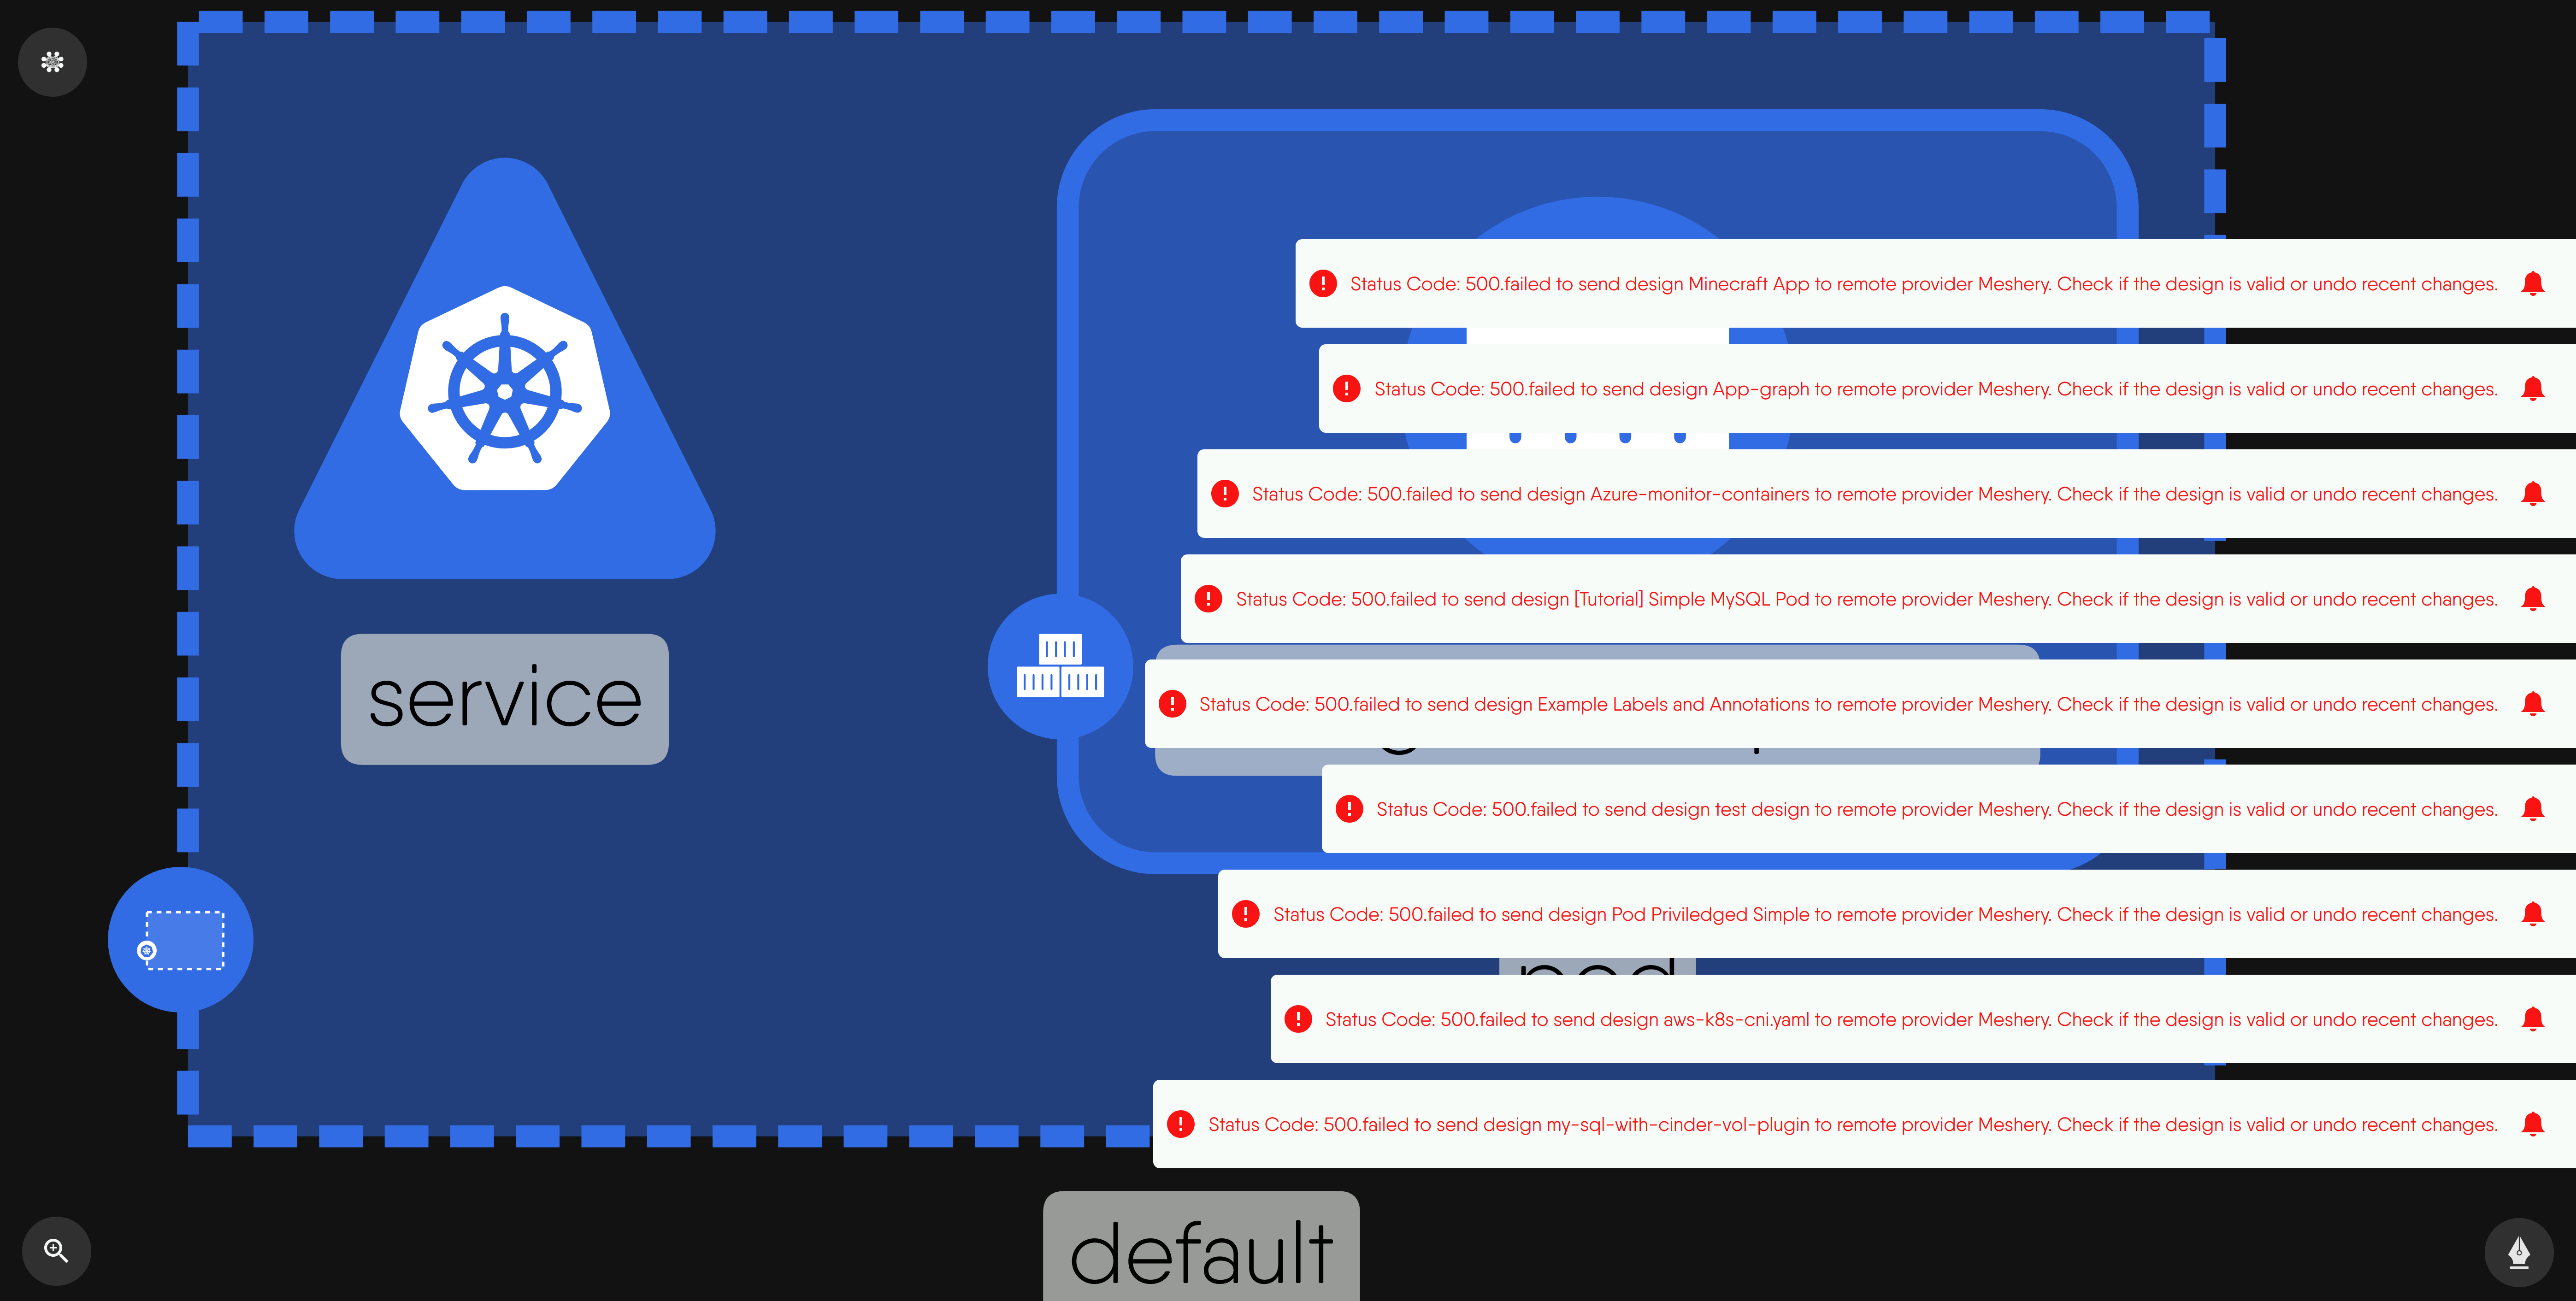 service
Status Code: 500.failed to send design Minecraft App to remote provider Meshery. Check if the design is valid or undo recent changes.
Status Code: 500.failed to send design App-graph to remote provider Meshery. Check if the design is valid or undo recent changes.
Status Code: 500.failed to send design Azure-monitor-containers to remote provider Meshery. Check if the design is valid or undo recent changes.
Status Code: 500.failed to send design [Tutorial] Simple MySQL Pod to remote provider Meshery. Check if the design is valid or undo recent changes.
Status Code: 500.failed to send design Example Labels and Annotations to remote provider Meshery. Check if the design is valid or undo recent changes.
Status Code: 500.failed to send design test design to remote provider Meshery. Check if the design is valid or undo recent changes.
Status Code: 500.failed to send design Pod Priviledged Simple to remote provider Meshery. Check if the design is valid or undo recent changes.
Status Code: 500.failed to send design aws-k8s-cni.yaml to remote provider Meshery. Check if the design is valid or undo recent changes.
Status Code: 500.failed to send design my-sql-with-cinder-vol-plugin to remote provider Meshery. Check if the design is valid or undo recent changes.
default